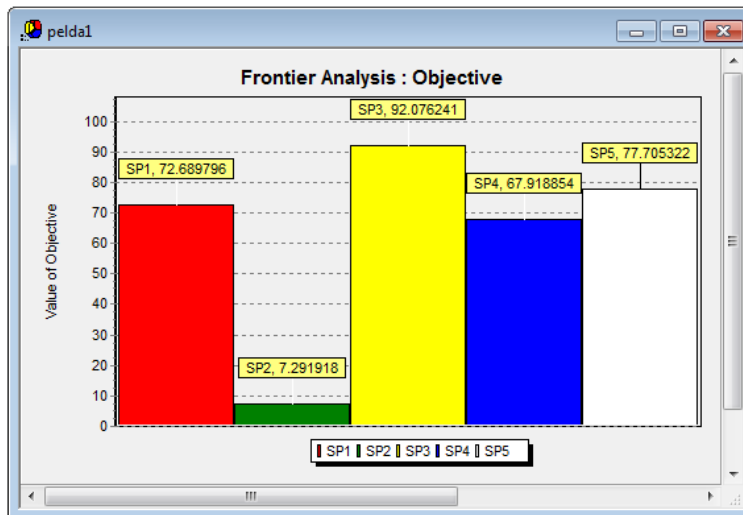 pelda1
Frontier Analysis : Objective
Value of Objective
100
90
80
70
60
50
40
30
20
10
0
SP1, 72.689796
SP2, 7.291918
SP3, 92.076241
SP4, 67.918854
SP5, 77.705322
SP1 SP2 SP3 SP4 SP5